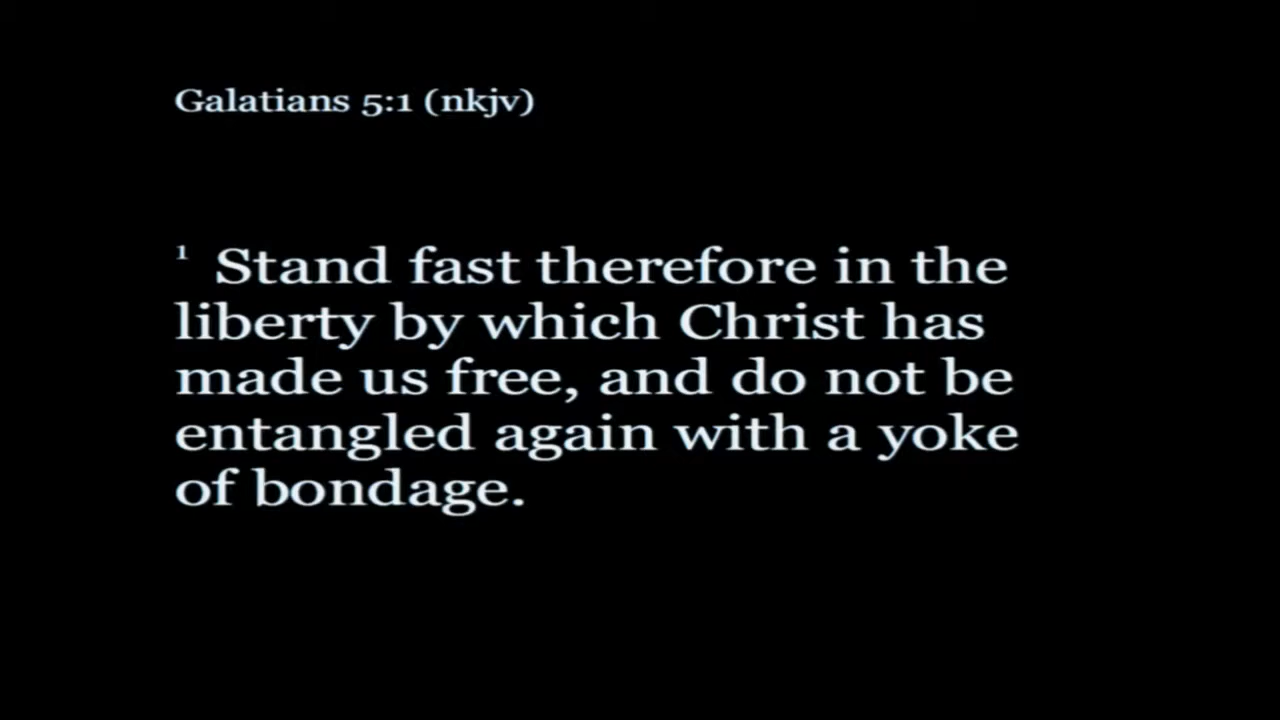 Galatians 5:1 (nkjv)
1 Stand fast therefore in the
liberty by which Christ has
made us free, and do not be
entangled again with a yoke
of bondage.